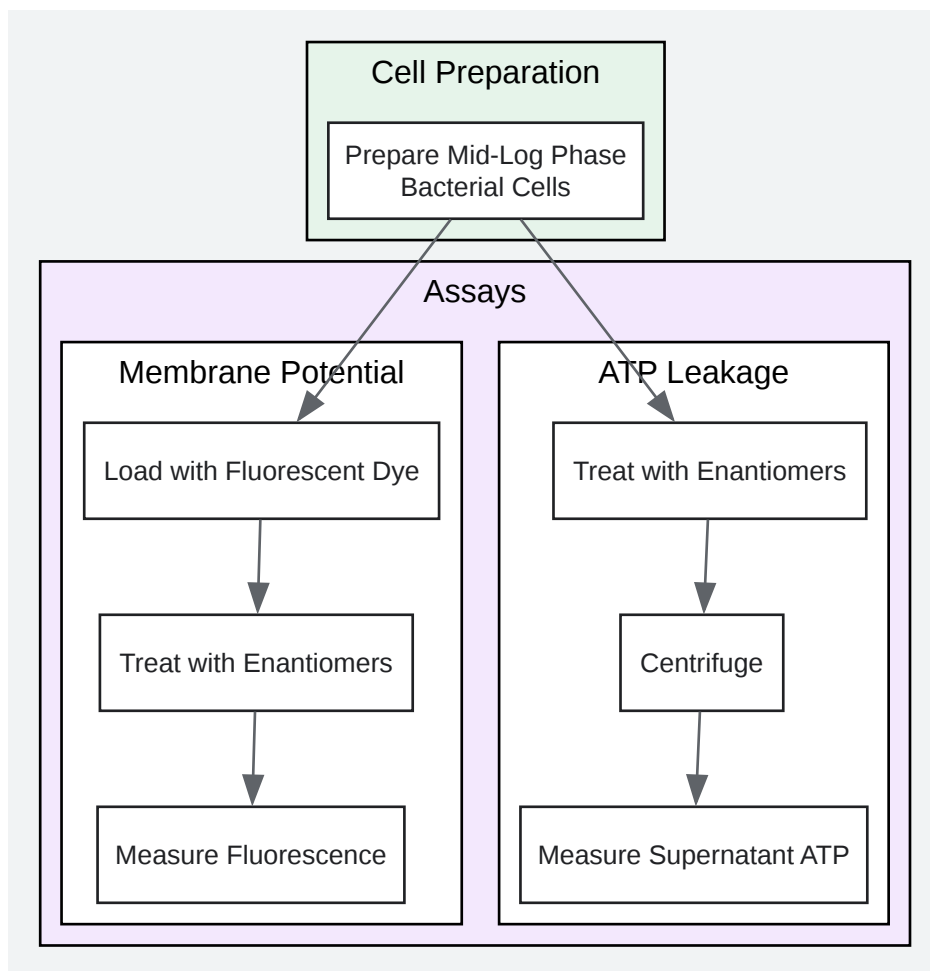 Cell Preparation
Prepare Mid-Log Phase
Bacterial Cells
Assays
Membrane Potential
Load with Fluorescent Dye
Treat with Enantiomers
Measure Fluorescence
ATP Leakage
Treat with Enantiomers
Centrifuge
Measure Supernatant ATP